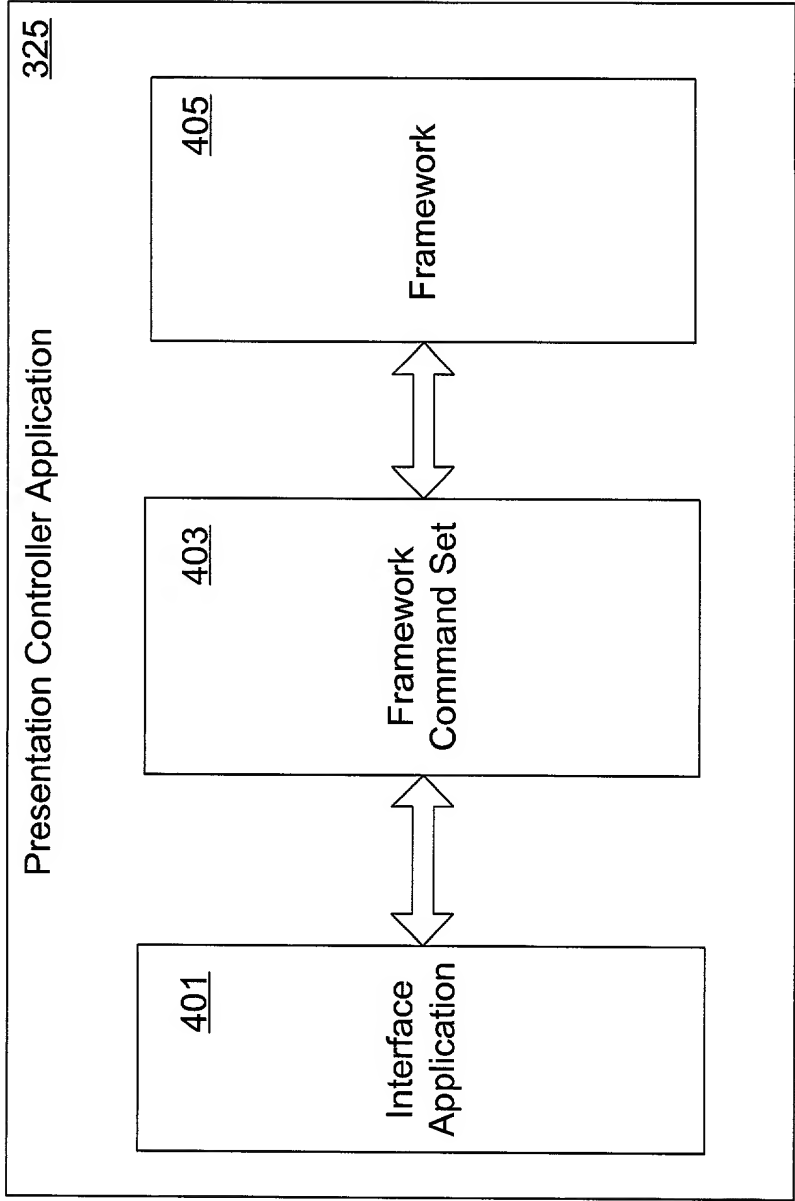 Presentation Controller Application
325
401
Interface
Application
403
Framework
Command Set
405
Framework